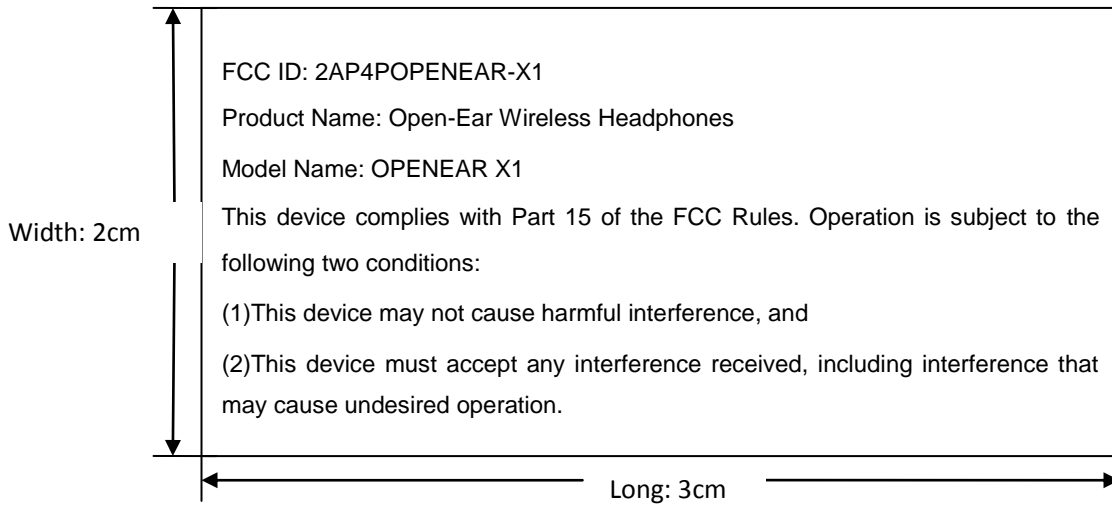 FCC ID: 2AP4POPENEAR-X1
Product Name: Open-Ear Wireless Headphones
Model Name: OPENEAR X1
This device complies with Part 15 of the FCC Rules. Operation is subject to the
following two conditions:
(1)This device may not cause harmful interference, and
(2)This device must accept any interference received, including interference that
may cause undesired operation.
Width: 2cm
Long: 3cm